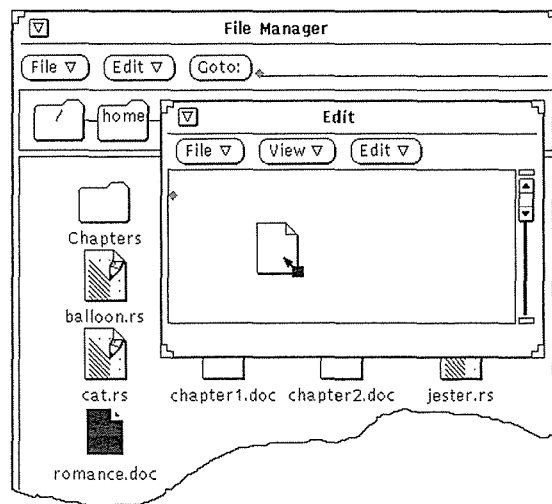 File Manager
File Edit Goto:
/ home
Edit
File View Edit
Chapters
balloon.rs
cat.rs chapter1.doc chapter2.doc jester.rs
romance.doc